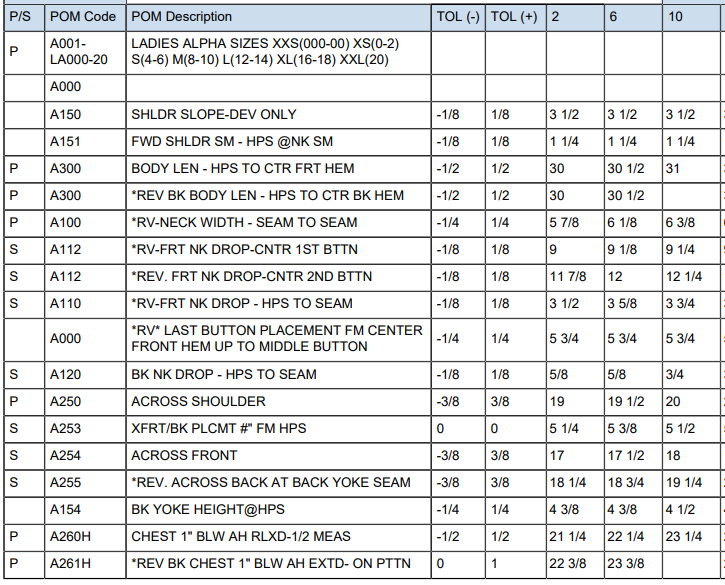 P/S POM Code POM Description TOL (-) TOL (+) 2 6 10
P A001-LA000-20 LADIES ALPHA SIZES XXS(000-00) XS(0-2)
S(4-6) M(8-10) L(12-14) XL(16-18) XXL(20)
A000
A150 SHLDR SLOPE-DEV ONLY -1/8 1/8 3 1/2 3 1/2 3 1/2
A151 FWD SHLDR SM - HPS @NK SM -1/8 1/8 1 1/4 1 1/4 1 1/4
P A300 BODY LEN - HPS TO CTR FRT HEM -1/2 1/2 30 30 1/2 31
P A300 *REV BK BODY LEN - HPS TO CTR BK HEM -1/2 1/2 30 30 1/2
P A100 *RV-NECK WIDTH - SEAM TO SEAM -1/4 1/4 5 7/8 6 1/8 6 3/8
S A112 *RV-FRT NK DROP-CNTR 1ST BTTN -1/8 1/8 9 9 1/8 9 1/4
S A112 *REV. FRT NK DROP-CNTR 2ND BTTN -1/8 1/8 11 7/8 12 12 1/4
S A110 *RV-FRT NK DROP - HPS TO SEAM -1/8 1/8 3 1/2 3 5/8 3 3/4
A000 *RV* LAST BUTTON PLACEMENT FM CENTER
FRONT HEM UP TO MIDDLE BUTTON -1/4 1/4 5 3/4 5 3/4 5 3/4
S A120 BK NK DROP - HPS TO SEAM -1/8 1/8 5/8 5/8 3/4
P A250 ACROSS SHOULDER -3/8 3/8 19 19 1/2 20
S A253 XFRT/BK PLCMT #" FM HPS 0 0 5 1/4 5 3/8 5 1/2
S A254 ACROSS FRONT -3/8 3/8 17 17 1/2 18
S A255 *REV. ACROSS BACK AT BACK YOKE SEAM -3/8 3/8 18 1/4 18 3/4 19 1/4
A154 BK YOKE HEIGHT@HPS -1/4 1/4 4 3/8 4 3/8 4 1/2
P A260H CHEST 1" BLW AH RLXD-1/2 MEAS -1/2 1/2 21 1/4 22 1/4 23 1/4
P A261H *REV BK CHEST 1" BLW AH EXTD- ON PTTN 0 1 22 3/8 23 3/8